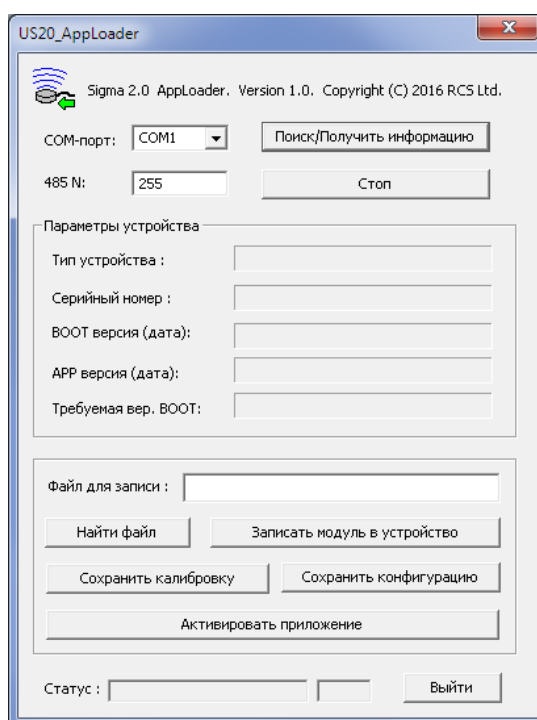 US20_AppLoader
Sigma 2.0 AppLoader. Version 1.0. Copyright (C) 2016 RCS Ltd.
COM-порт: COM1 Поиск/Получить информацию
485 N: 255 Стоп
Параметры устройства
Тип устройства :
Серийный номер :
BOOT версия (дата):
APP версия (дата):
Требуемая вер. BOOT:
Файл для записи :
Найти файл Записать модуль в устройство
Сохранить калибровку Сохранить конфигурацию
Активировать приложение
Статус : Выйти